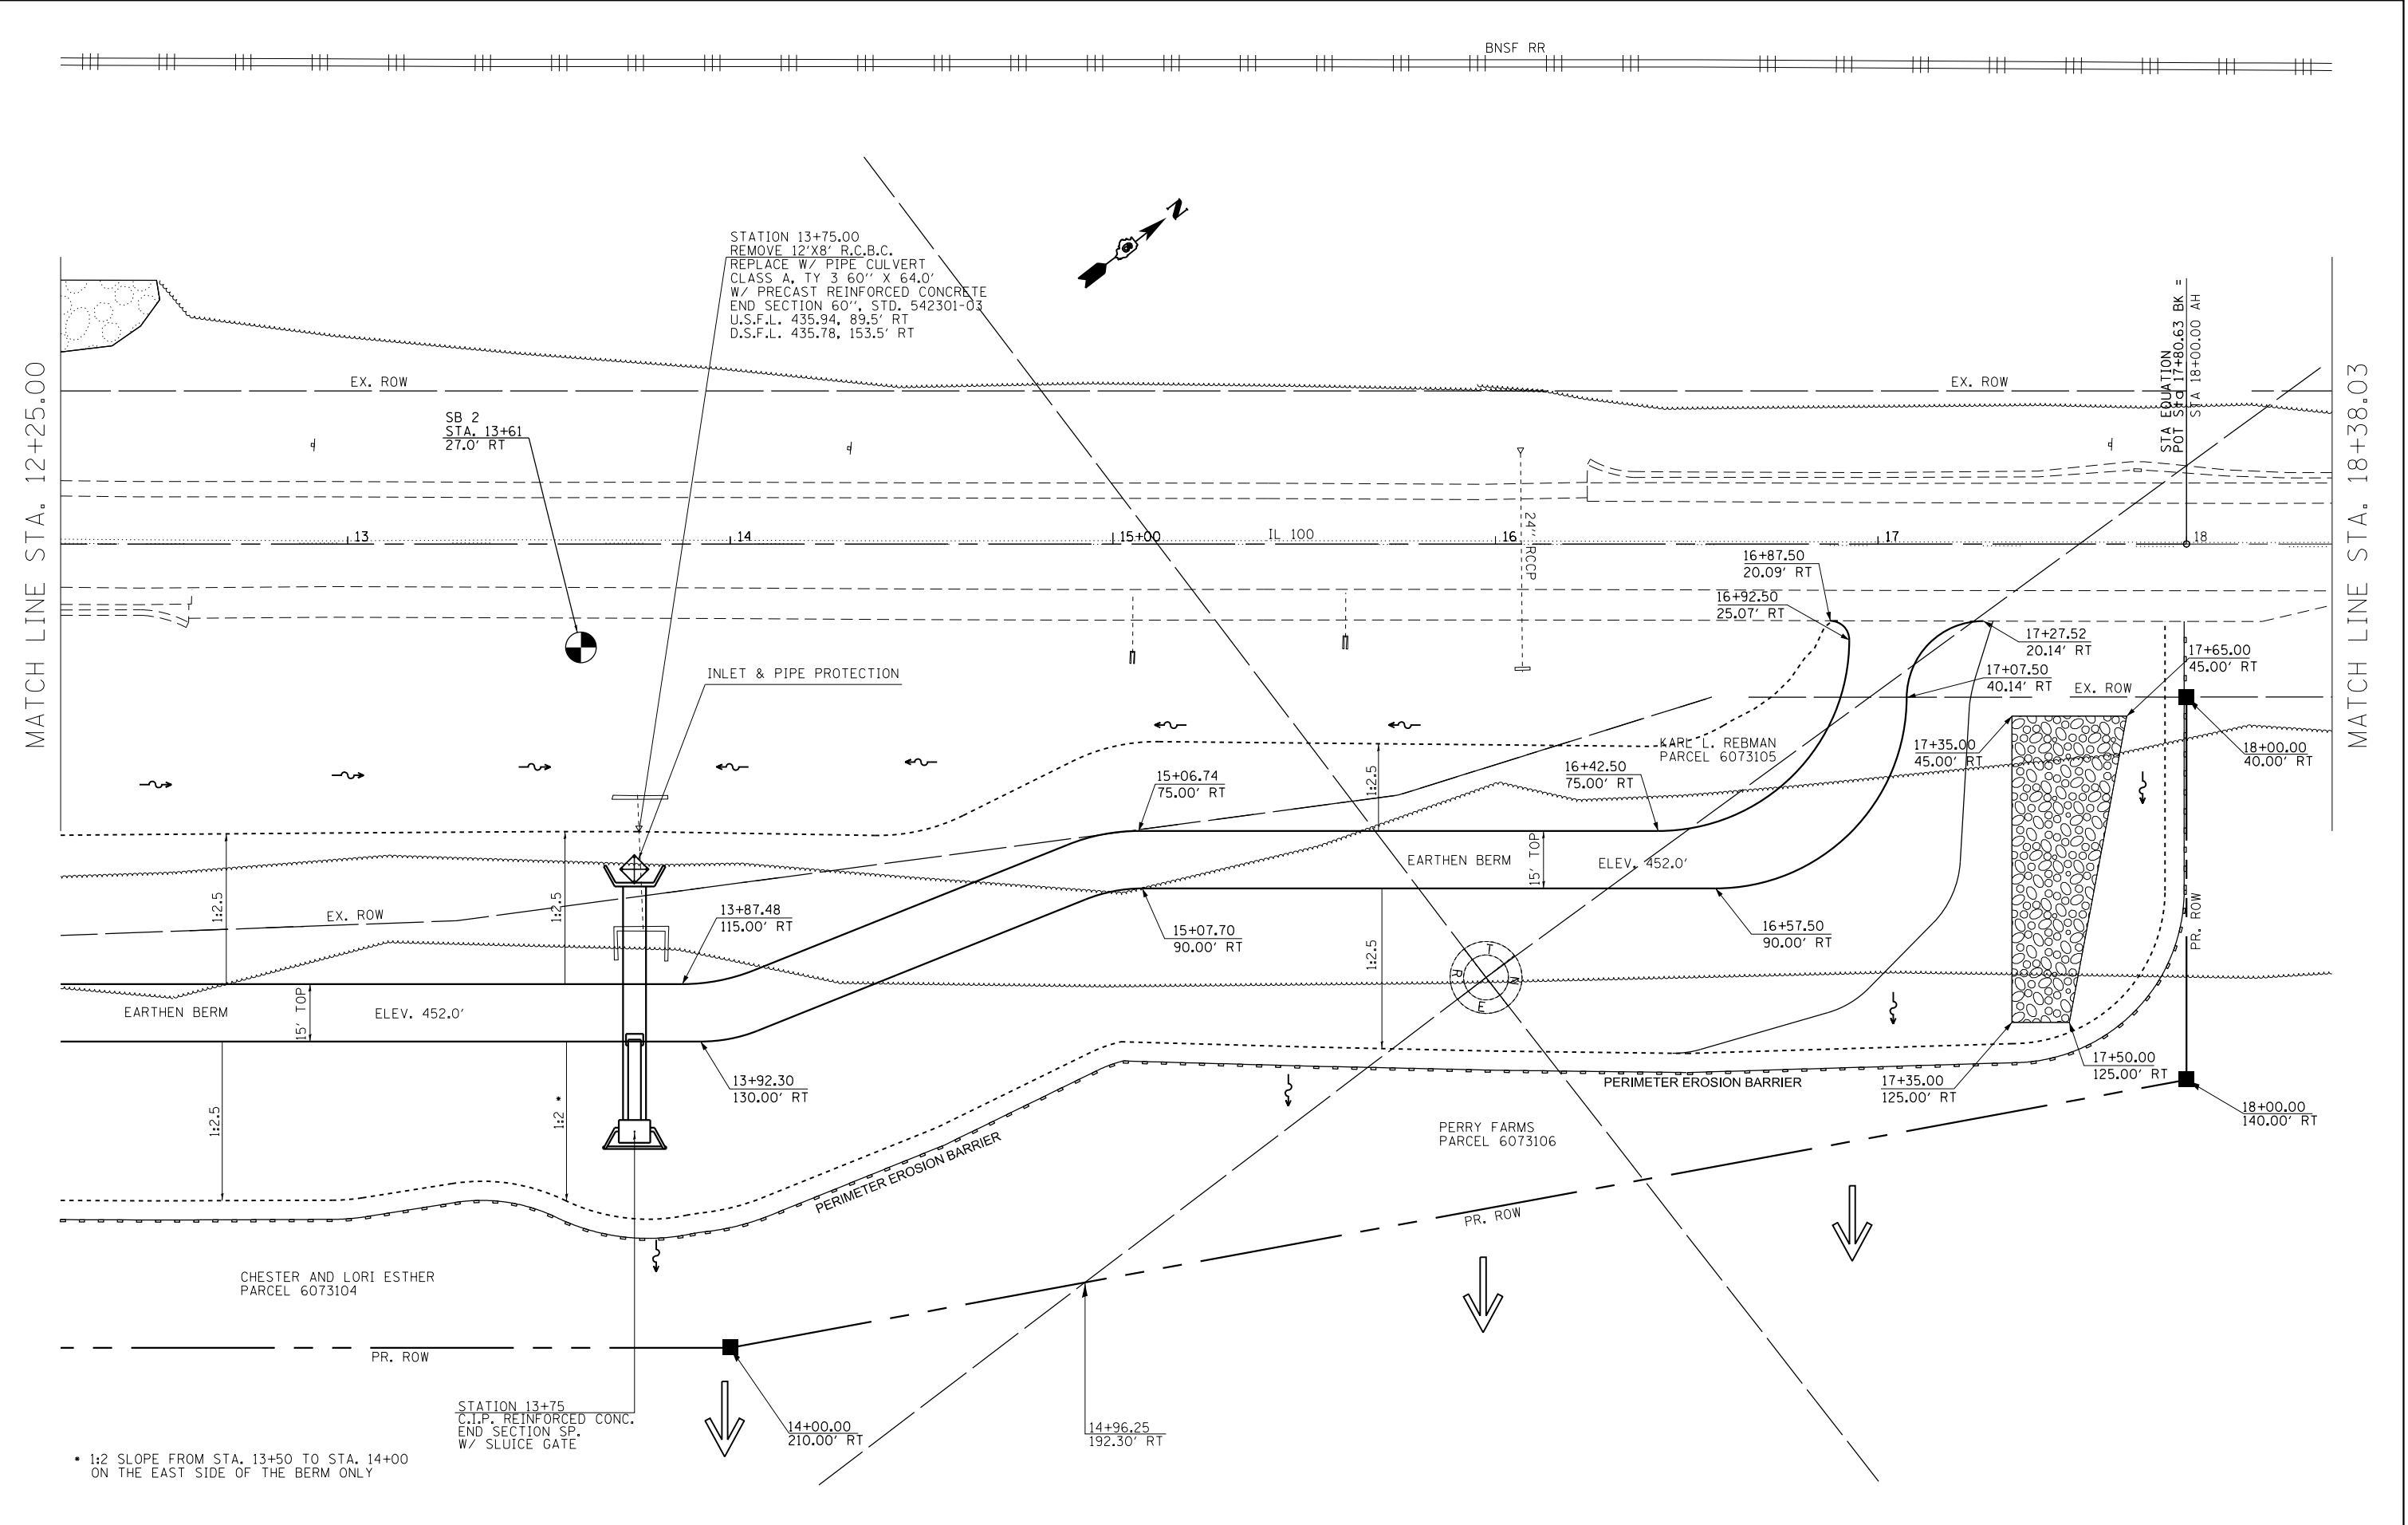 BNSF RR
N
STATION 13+75.00
REMOVE 12'X8' R.C.B.C.
REPLACE W/ PIPE CULVERT
CLASS A, TY 3 60'' X 64.0'
W/ PRECAST REINFORCED CONCRETE
END SECTION 60'', STD. 542301-03
U.S.F.L. 435.94, 89.5' RT
D.S.F.L. 435.78, 153.5' RT
MATCH LINE STA. 12+25.00
MATCH LINE STA. 18+38.03
STA EQUATION
POT Sta 17+80.63 BK =
STA 18+00.00 AH
EX. ROW
EX. ROW
SB 2
STA. 13+61
27.0' RT
13
14
15+00
IL 100
16
17
18
24'' RCCP
16+87.50
20.09' RT
16+92.50
25.07' RT
17+27.52
20.14' RT
17+65.00
45.00' RT
17+07.50
40.14' RT
EX. ROW
INLET & PIPE PROTECTION
KARL L. REBMAN
PARCEL 6073105
17+35.00
45.00' RT
18+00.00
40.00' RT
15+06.74
75.00' RT
16+42.50
75.00' RT
1:2.5
EARTHEN BERM
15' TOP
ELEV. 452.0'
1:2.5
1:2.5
EX. ROW
13+87.48
115.00' RT
15+07.70
90.00' RT
16+57.50
90.00' RT
1:2.5
PR. ROW
T
N
E
R
EARTHEN BERM
15' TOP
ELEV. 452.0'
13+92.30
130.00' RT
1:2.5
1:2 *
17+35.00
125.00' RT
17+50.00
125.00' RT
18+00.00
140.00' RT
PERIMETER EROSION BARRIER
PERIMETER EROSION BARRIER
PERRY FARMS
PARCEL 6073106
PR. ROW
CHESTER AND LORI ESTHER
PARCEL 6073104
PR. ROW
STATION 13+75
C.I.P. REINFORCED CONC.
END SECTION SP.
W/ SLUICE GATE
14+00.00
210.00' RT
14+96.25
192.30' RT
* 1:2 SLOPE FROM STA. 13+50 TO STA. 14+00
ON THE EAST SIDE OF THE BERM ONLY